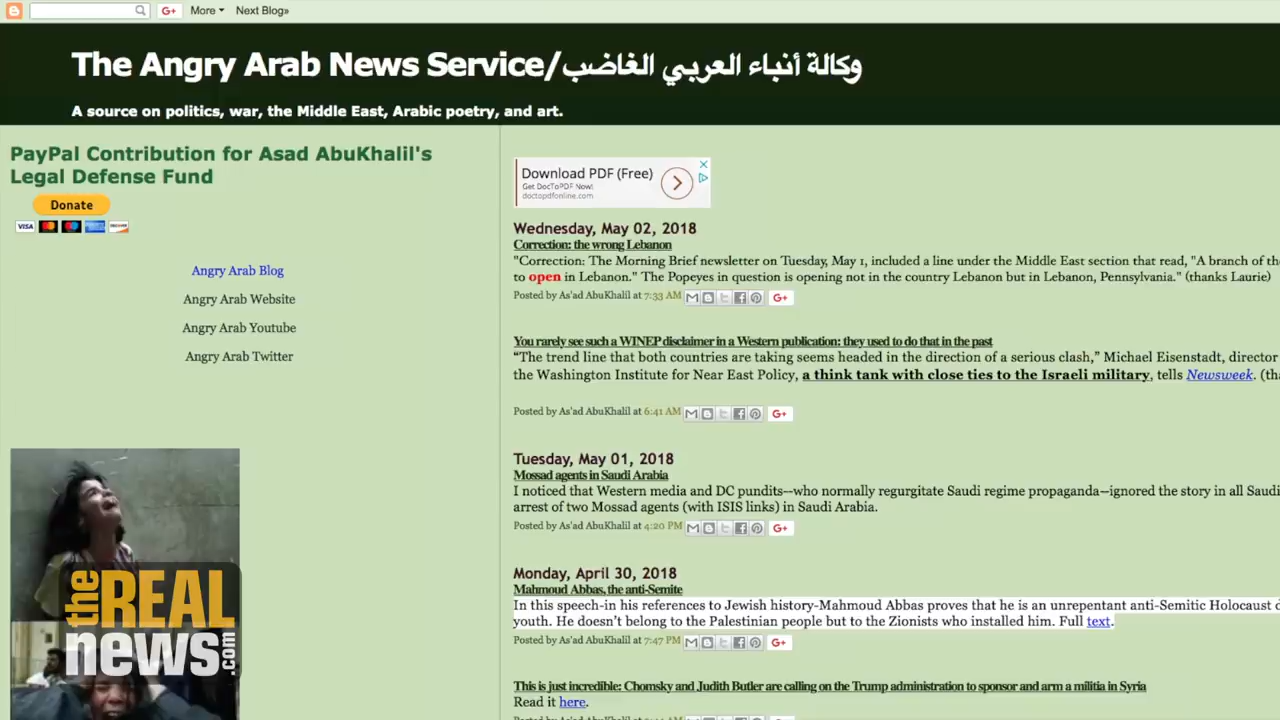 More
Next Blog»
The Angry Arab News Service/وكالة أنباء العربي الغاضب
A source on politics, war, the Middle East, Arabic poetry, and art.
PayPal Contribution for Asad AbuKhalil's
Legal Defense Fund
Donate
VISA
DISCOVER
Angry Arab Blog
Angry Arab Website
Angry Arab Youtube
Angry Arab Twitter
the REAL
news.com
Download PDF (Free)
Get DocToPDF Now!
doctopdfonline.com
Wednesday, May 02, 2018
Correction: the wrong Lebanon
"Correction: The Morning Brief newsletter on Tuesday, May 1, included a line under the Middle East section that read, "A branch of the
to open in Lebanon." The Popeyes in question is opening not in the country Lebanon but in Lebanon, Pennsylvania." (thanks Laurie)
Posted by As'ad AbuKhalil at 7:33 AM
G+
You rarely see such a WINEP disclaimer in a Western publication: they used to do that in the past
“The trend line that both countries are taking seems headed in the direction of a serious clash,” Michael Eisenstadt, director
the Washington Institute for Near East Policy, a think tank with close ties to the Israeli military, tells Newsweek. (tha
Posted by As'ad AbuKhalil at 6:41 AM
G+
Tuesday, May 01, 2018
Mossad agents in Saudi Arabia
I noticed that Western media and DC pundits--who normally regurgitate Saudi regime propaganda--ignored the story in all Saudi
arrest of two Mossad agents (with ISIS links) in Saudi Arabia.
Posted by As'ad AbuKhalil at 4:20 PM
G+
Monday, April 30, 2018
Mahmoud Abbas, the anti-Semite
In this speech-in his references to Jewish history-Mahmoud Abbas proves that he is an unrepentant anti-Semitic Holocaust d
youth. He doesn’t belong to the Palestinian people but to the Zionists who installed him. Full text.
Posted by As'ad AbuKhalil at 7:47 PM
G+
This is just incredible: Chomsky and Judith Butler are calling on the Trump administration to sponsor and arm a militia in Syria
Read it here.